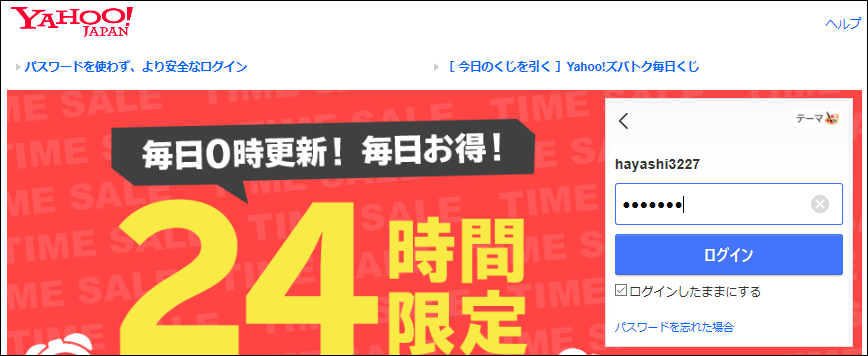 YAHOO!
JAPAN
ヘルプ
パスワードを使わず、より安全なログイン
[ 今日のくじを引く ] Yahoo!ズバトク毎日くじ
TIME SALE TIME SALE
毎日0時更新！ 毎日お得！
24時間
限定
テーマ
hayashi3227
●●●●●●●
ログイン
ログインしたままにする
パスワードを忘れた場合